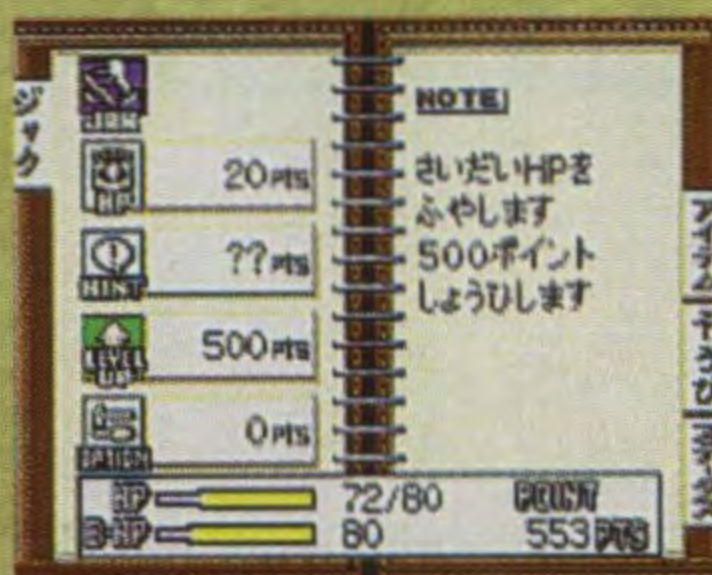 ジャック
HP
20PTS
HINT
??PTS
LEVEL UP
500PTS
0PTS
NOTE
さいだいHPを
ふやします
500ポイント
しょうひします
アイテム
HP 72/80 POINT
B-HP 80 553PTS